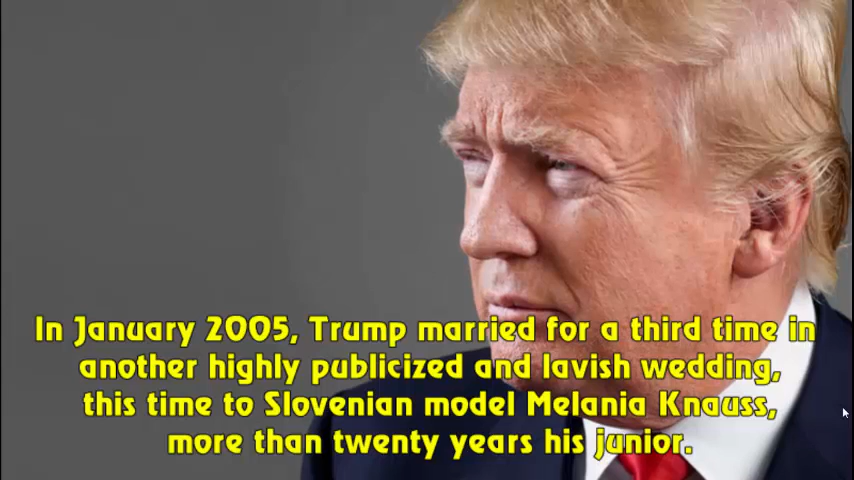 In January 2005, Trump married for a third time in
another highly publicized and lavish wedding,
this time to Slovenian model Melania Knauss,
more than twenty years his junior.